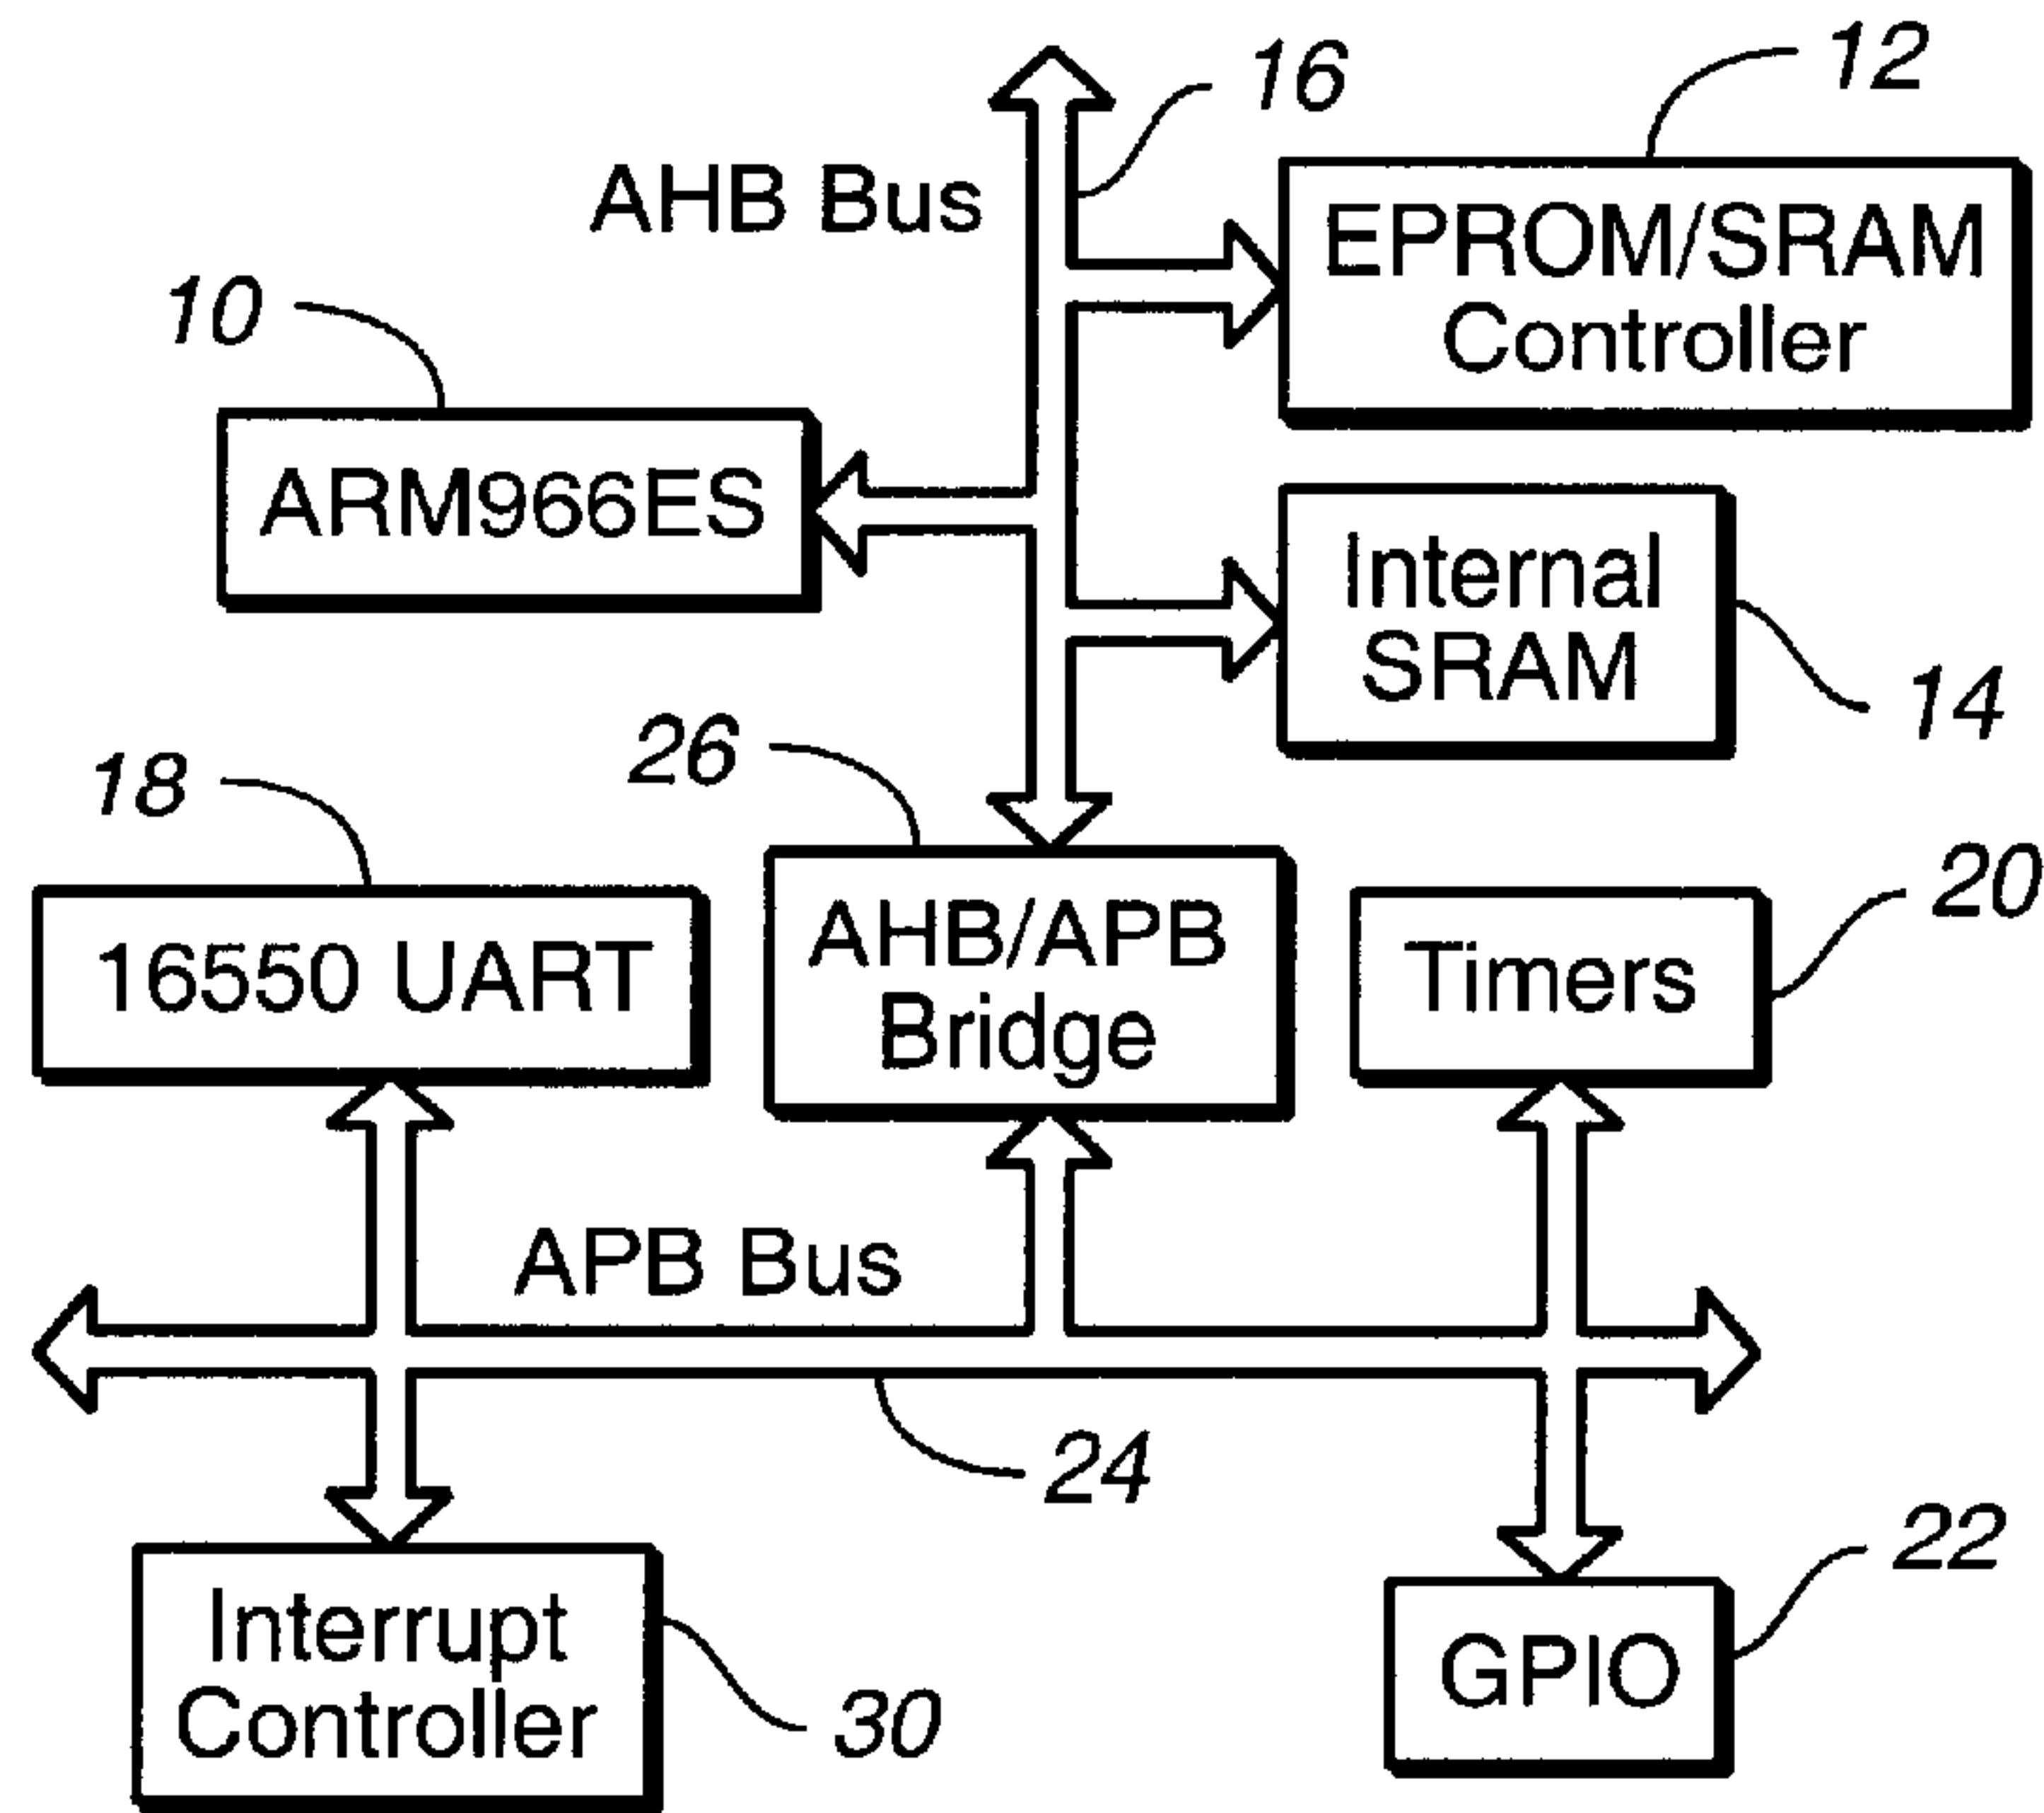 12
16
AHB Bus
EPROM/SRAM
Controller
10
ARM966ES
Internal
SRAM
14
26
18
20
16550 UART
AHB/APB
Bridge
Timers
APB Bus
24
22
Interrupt
Controller
30
GPIO